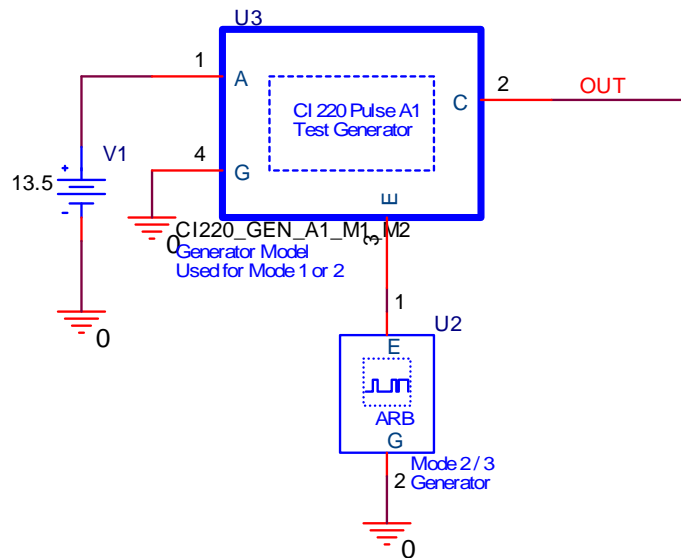 U3
1
A
CI 220 Pulse A1
Test Generator
2
OUT
C
V1
13.5
4
G
E
0
CI220_GEN_A1_M1_M2
3
Generator Model
Used for Mode 1 or 2
1
U2
0
E
ARB
G
Mode 2 / 3
2
Generator
0